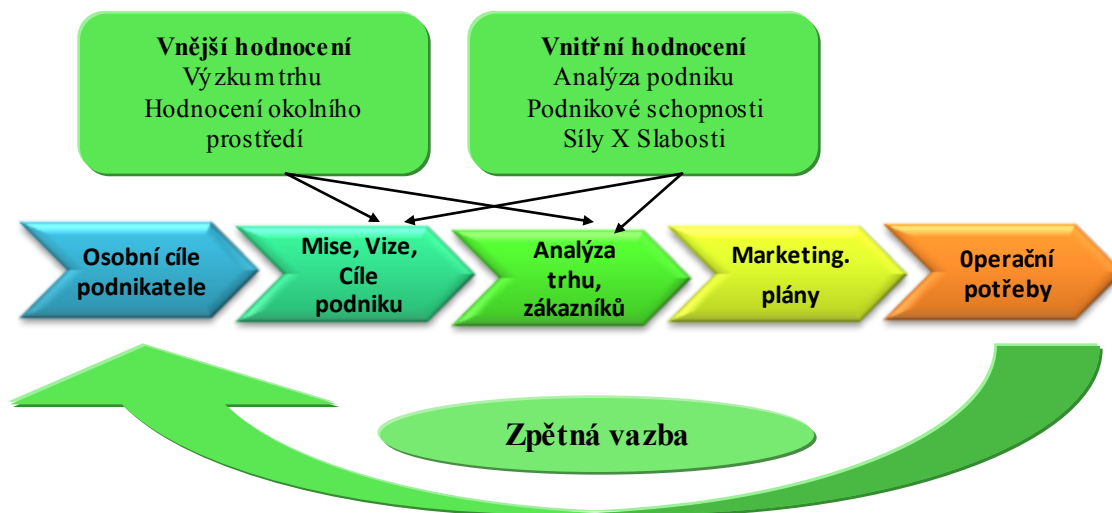 Vnější hodnocení
Výzkum trhu
Hodnocení okolního
prostředí
Vnitřní hodnocení
Analýza podniku
Podnikové schopnosti
Síly X Slabosti
Osobní cíle
podnikatele
Mise, Vize,
Cíle
podniku
Analýza
trhu,
zákazníků
Marketing.
plány
0perační
potřeby
Zpětná vazba